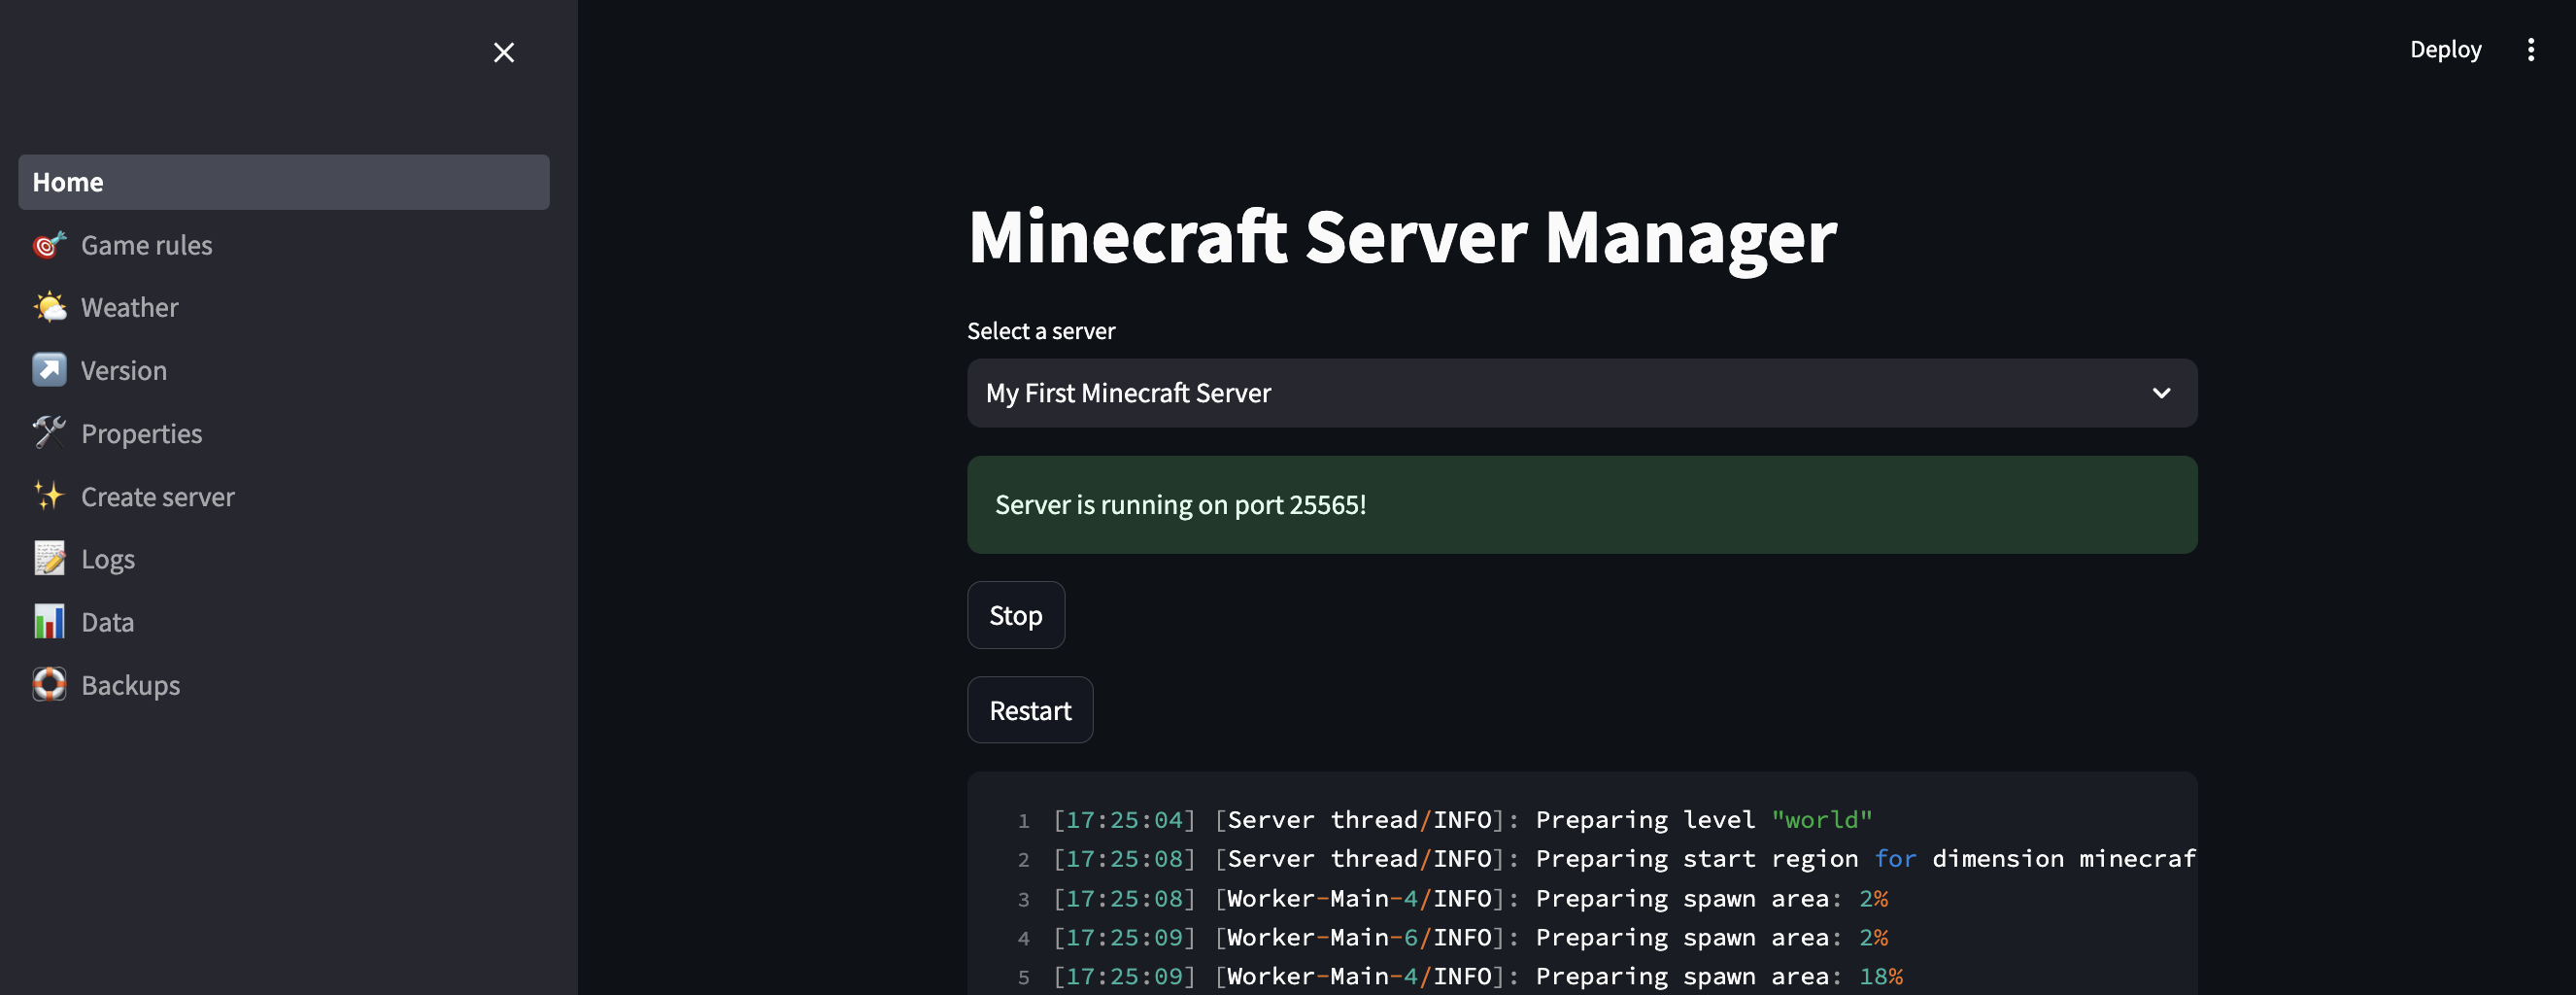 Deploy
Home
Game rules
Weather
Version
Properties
Create server
Logs
Data
Backups
Minecraft Server Manager
Select a server
My First Minecraft Server
Server is running on port 25565!
Stop
Restart
1 [17:25:04] [Server thread/INFO]: Preparing level "world"
2 [17:25:08] [Server thread/INFO]: Preparing start region for dimension minecraf
3 [17:25:08] [Worker-Main-4/INFO]: Preparing spawn area: 2%
4 [17:25:09] [Worker-Main-6/INFO]: Preparing spawn area: 2%
5 [17:25:09] [Worker-Main-4/INFO]: Preparing spawn area: 18%